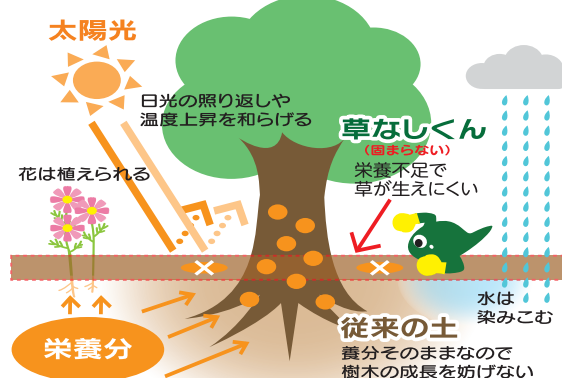 太陽光
日光の照り返しや
温度上昇を和らげる
草なしくん
（固まらない）
栄養不足で
草が生えにくい
花は植えられる
水は
染みこむ
栄養分
従来の土
養分そのままなので
樹木の成長を妨げない